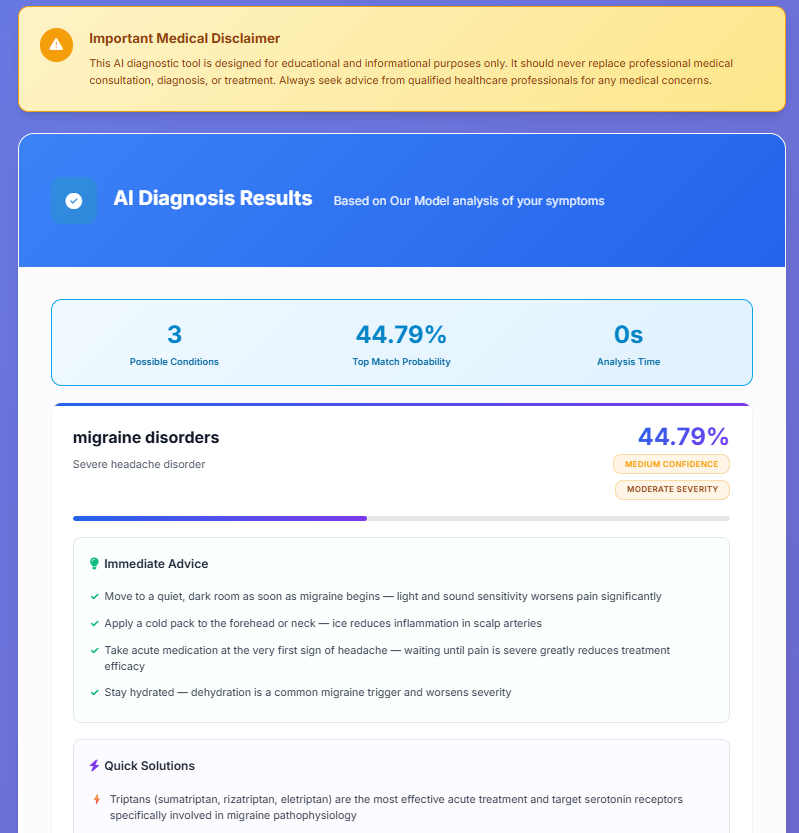 Important Medical Disclaimer
This AI diagnostic tool is designed for educational and informational purposes only. It should never replace professional medical
consultation, diagnosis, or treatment. Always seek advice from qualified healthcare professionals for any medical concerns.
AI Diagnosis Results
Based on Our Model analysis of your symptoms
3
Possible Conditions
44.79%
Top Match Probability
0s
Analysis Time
migraine disorders
Severe headache disorder
44.79%
MEDIUM CONFIDENCE
MODERATE SEVERITY
Immediate Advice
Move to a quiet, dark room as soon as migraine begins — light and sound sensitivity worsens pain significantly
Apply a cold pack to the forehead or neck — ice reduces inflammation in scalp arteries
Take acute medication at the very first sign of headache — waiting until pain is severe greatly reduces treatment
efficacy
Stay hydrated — dehydration is a common migraine trigger and worsens severity
Quick Solutions
Triptans (sumatriptan, rizatriptan, eletriptan) are the most effective acute treatment and target serotonin receptors
specifically involved in migraine pathophysiology